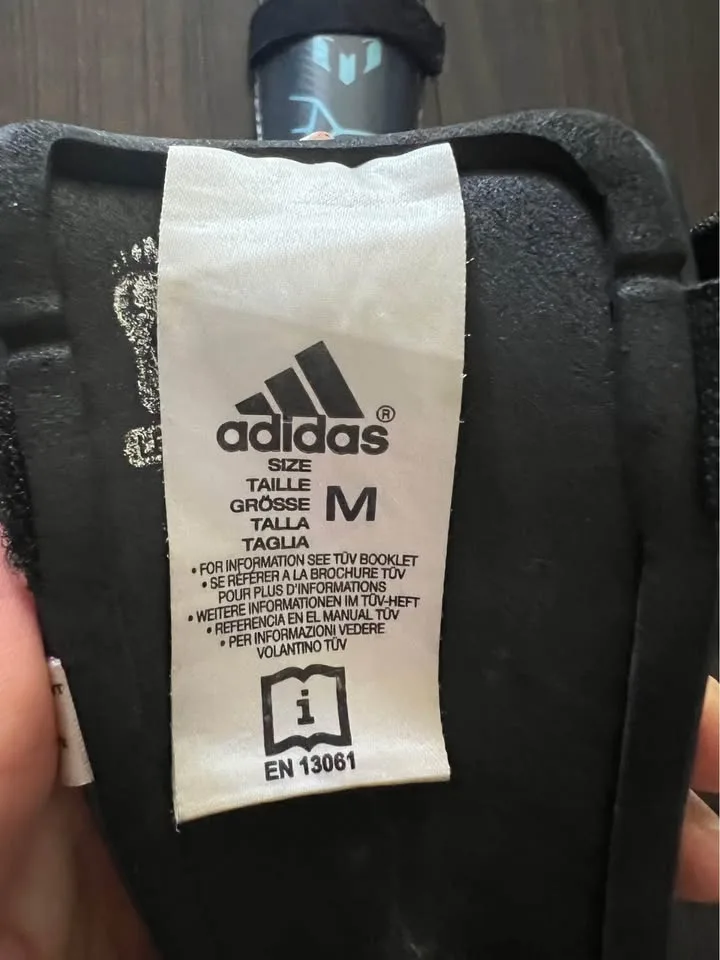 adidas®
SIZE
TAILLE
GRÖSSE M
TALLA
TAGLIA
• FOR INFORMATION SEE TÜV BOOKLET
• SE RÉFÉRER A LA BROCHURE TÜV
POUR PLUS D'INFORMATIONS
• WEITERE INFORMATIONEN IM TÜV-HEFT
• REFERENCIA EN EL MANUAL TÜV
• PER INFORMAZIONI VEDERE
VOLANTINO TÜV
i
EN 13061